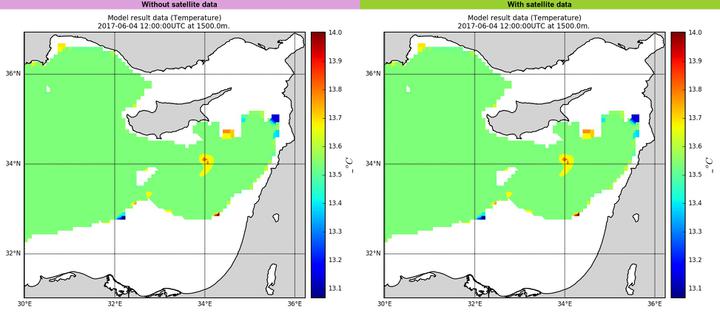 Without satellite data
With satellite data
Model result data (Temperature)
2017-06-04 12:00:00UTC at 1500.0m.
36°N
34°N
32°N
30°E
32°E
34°E
36°E
14.0
13.9
13.8
13.7
13.6
13.5
13.4
13.3
13.2
13.1
°C
Model result data (Temperature)
2017-06-04 12:00:00UTC at 1500.0m.
36°N
34°N
32°N
30°E
32°E
34°E
36°E
14.0
13.9
13.8
13.7
13.6
13.5
13.4
13.3
13.2
13.1
°C